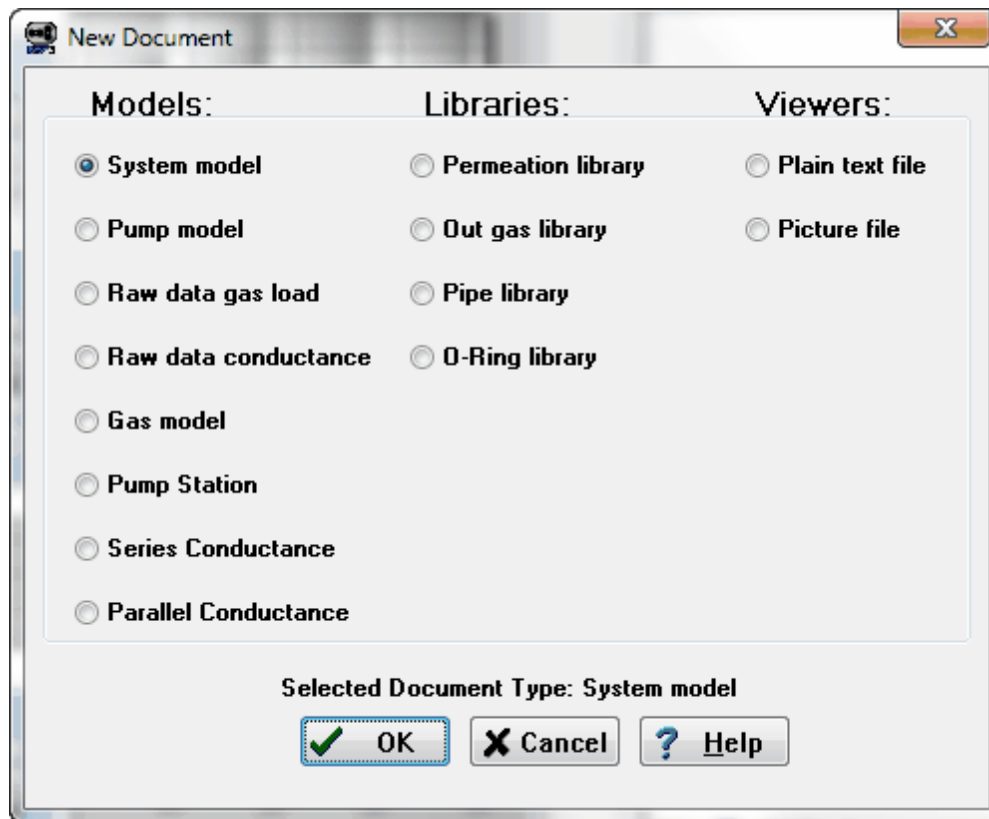 New Document
Models: Libraries: Viewers:
System model Permeation library Plain text file
Pump model Out gas library Picture file
Raw data gas load Pipe library
Raw data conductance O-Ring library
Gas model
Pump Station
Series Conductance
Parallel Conductance
Selected Document Type: System model
OK Cancel ? Help